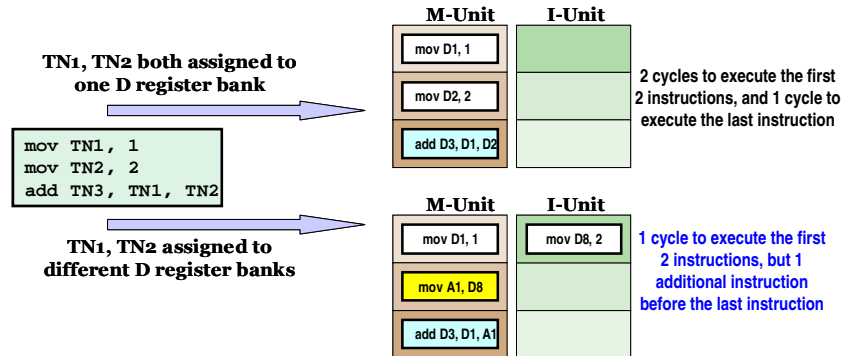 M-Unit I-Unit
TN1, TN2 both assigned to
one D register bank
mov D1, 1
mov D2, 2
add D3, D1, D2
2 cycles to execute the first
2 instructions, and 1 cycle to
execute the last instruction
mov TN1, 1
mov TN2, 2
add TN3, TN1, TN2
M-Unit I-Unit
TN1, TN2 assigned to
different D register banks
mov D1, 1
mov D8, 2
mov A1, D8
add D3, D1, A1
1 cycle to execute the first
2 instructions, but 1
additional instruction
before the last instruction